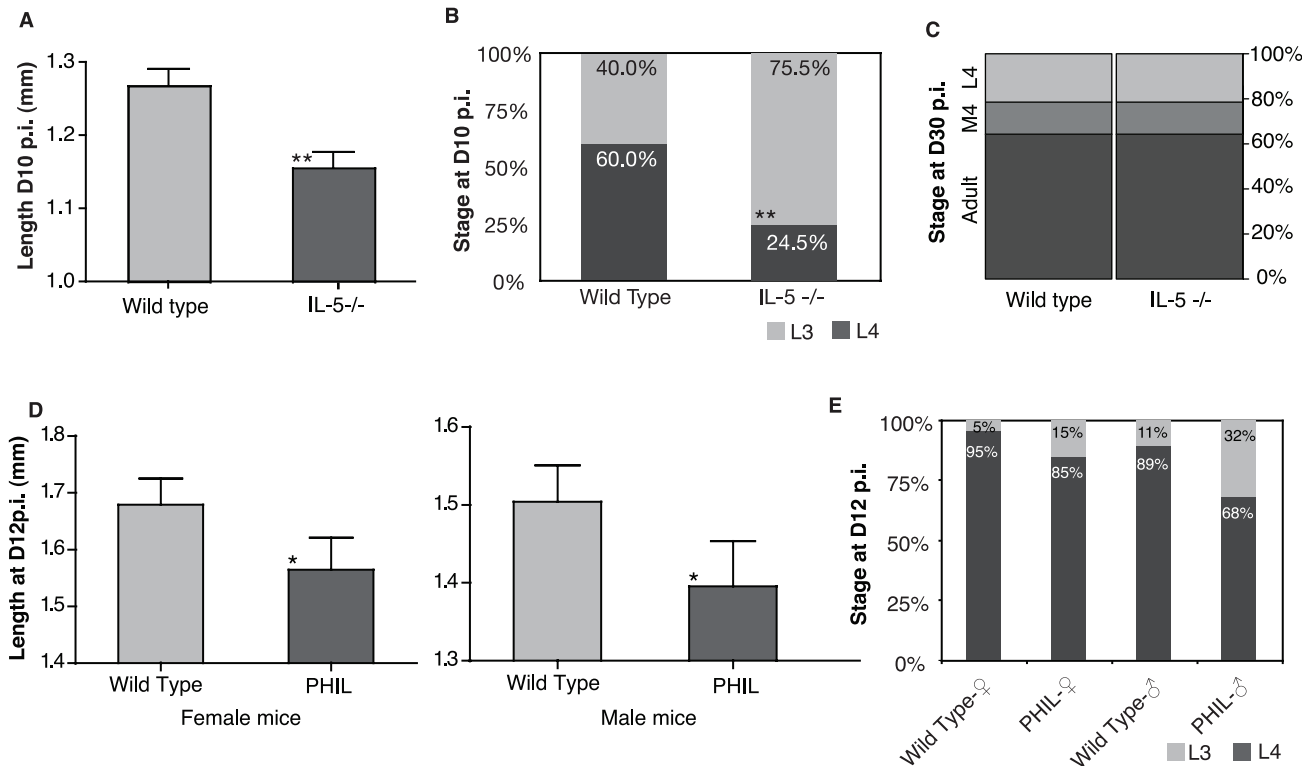 A
Length D10 p.i. (mm)
1.3
1.2
1.1
1.0
**
Wild type
IL-5-/-
B
Stage at D10 p.i.
100%
75%
50%
25%
0%
40.0%
60.0%
75.5%
**
24.5%
Wild Type
IL-5 -/-
L3
L4
C
Stage at D30 p.i.
L4
M4
Adult
100%
80%
60%
40%
20%
0%
Wild type
IL-5 -/-
D
Length at D12p.i. (mm)
1.8
1.7
1.6
1.5
1.4
*
Wild Type
PHIL
Female mice
1.6
1.5
1.4
1.3
*
Wild Type
PHIL
Male mice
E
Stage at D12 p.i.
100%
75%
50%
25%
0%
5%
95%
15%
85%
11%
89%
32%
68%
Wild Type-♀
PHIL-♀
Wild Type-♂
PHIL-♂
L3
L4